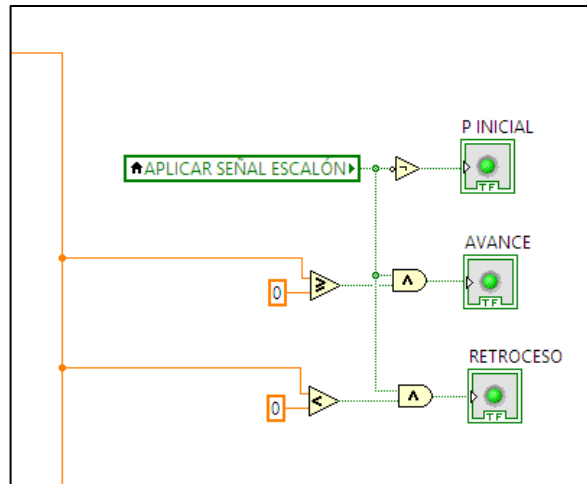 P INICIAL
APLICAR SEÑAL ESCALÓN
TF
AVANCE
≥
0
∧
TF
RETROCESO
<
0
∧
TF